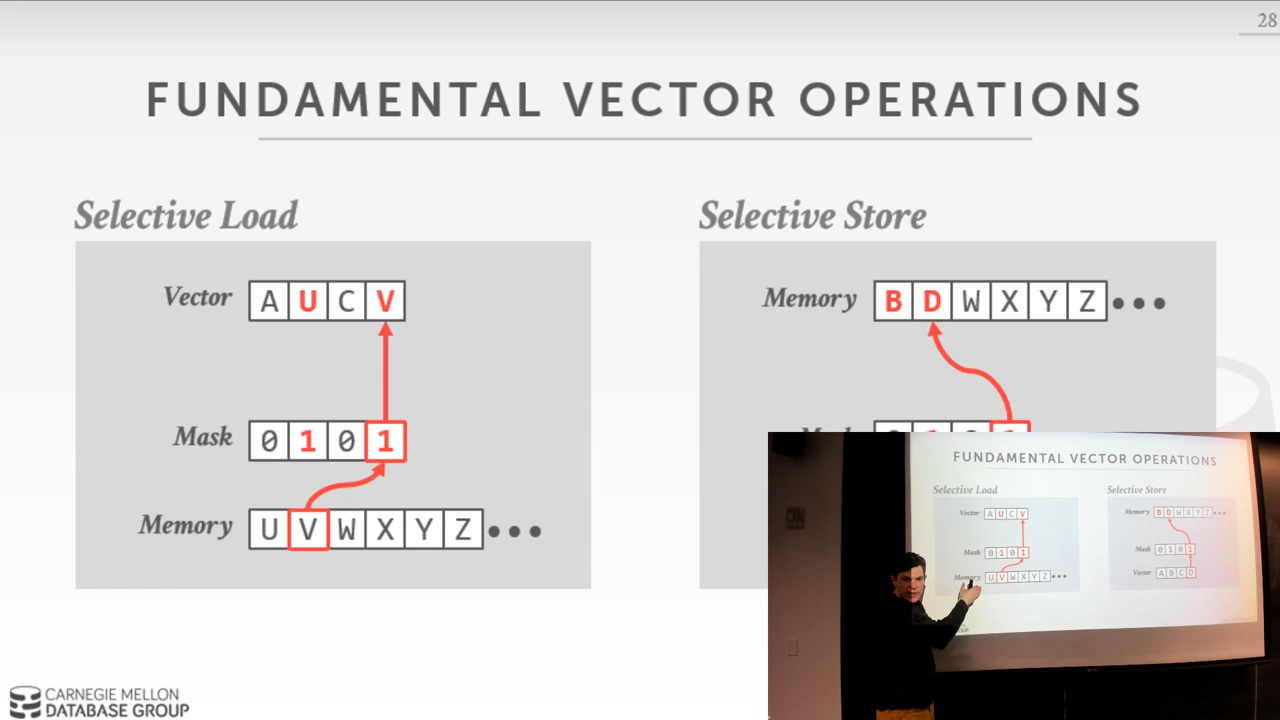 28
FUNDAMENTAL VECTOR OPERATIONS
Selective Load
Vector A U C V
Mask 0 1 0 1
Memory U V W X Y Z •••
Selective Store
Memory B D W X Y Z •••
FUNDAMENTAL VECTOR OPERATIONS
Selective Load
Vector A U C V
Mask 0 1 0 1
Memory U V W X Y Z •••
Selective Store
Memory B D W X Y Z •••
Mask 0 1 0 1
Vector A B C D
CARNEGIE MELLON
DATABASE GROUP